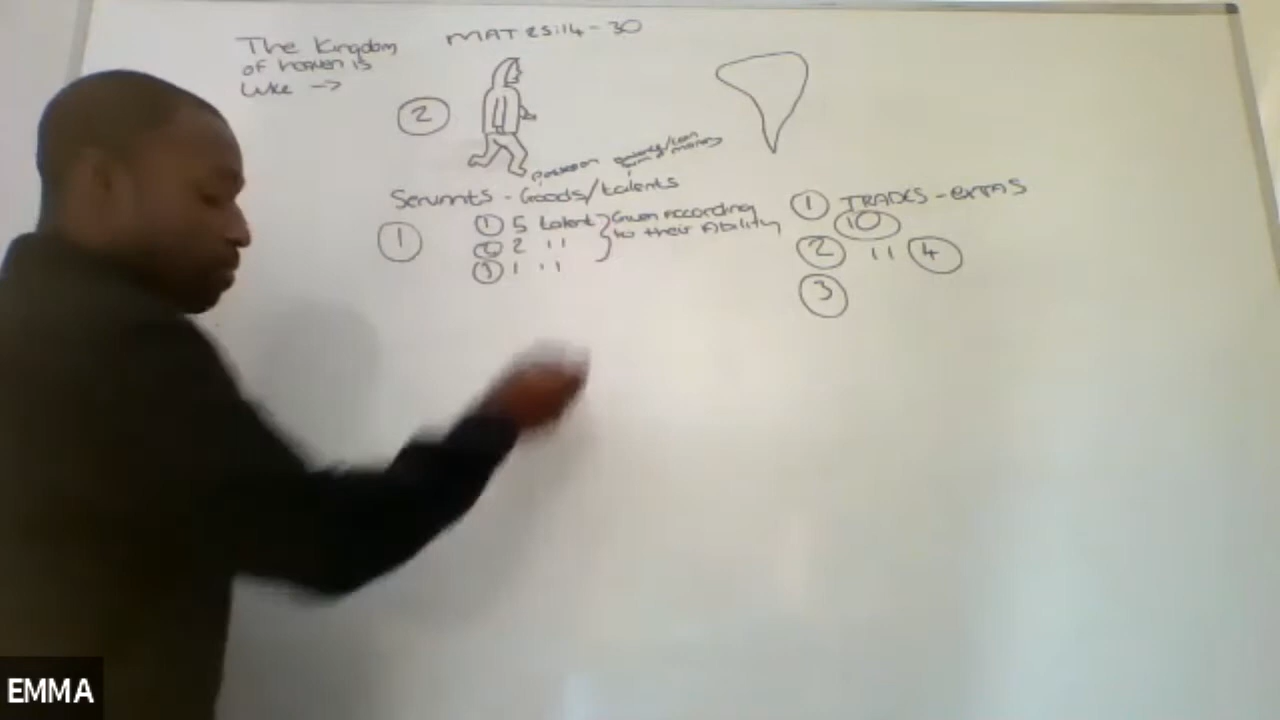 The Kingdom
of heaven is
Like ->
MAT 25:14-30
2
Servants - Goods/talents
1
1 5 talent
2 2 ''
3 1 ''
Given According
to their Ability
1 TRADES - extras
10
2 '' 4
3
EMMA